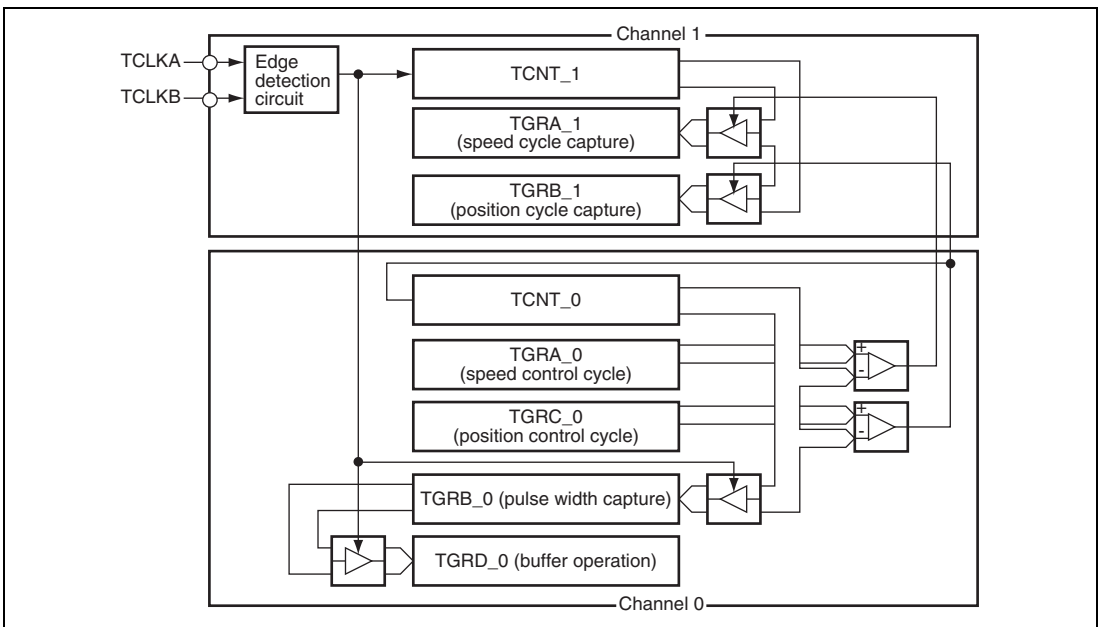 Channel 1
TCLKA
TCLKB
Edge
detection
circuit
TCNT_1
TGRA_1
(speed cycle capture)
TGRB_1
(position cycle capture)
TCNT_0
TGRA_0
(speed control cycle)
+
-
TGRC_0
(position control cycle)
+
-
TGRB_0 (pulse width capture)
TGRD_0 (buffer operation)
Channel 0